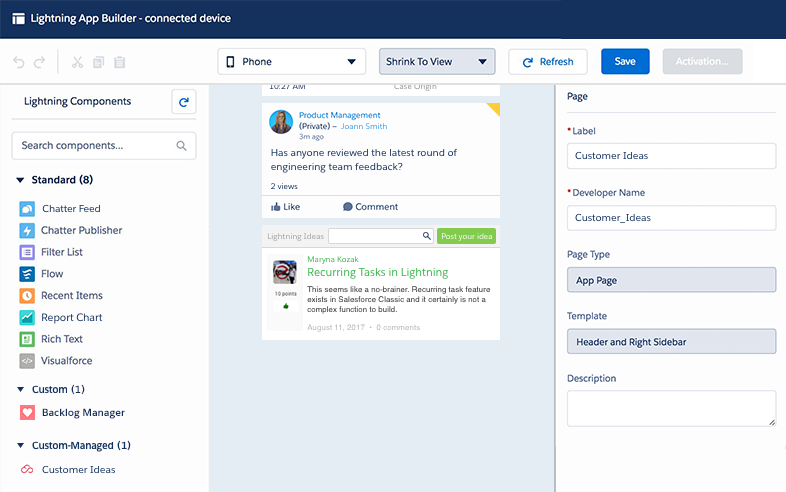 Lightning App Builder - connected device
Phone
Shrink To View
Refresh
Save
Activation...
Lightning Components
Search components...
Standard (8)
Chatter Feed
Chatter Publisher
Filter List
Flow
Recent Items
Report Chart
Rich Text
Visualforce
Custom (1)
Backlog Manager
Custom-Managed (1)
Customer Ideas
10:27 AM
Case Origin
Product Management
(Private) – Joann Smith
3m ago
Has anyone reviewed the latest round of
engineering team feedback?
2 views
Like
Comment
Lightning Ideas
Post your idea
Maryna Kozak
Recurring Tasks in Lightning
10 points
This seems like a no-brainer. Recurring task feature
exists in Salesforce Classic and it certainly is not a
complex function to build.
August 11, 2017 • 0 comments
Page
*Label
Customer Ideas
*Developer Name
Customer_Ideas
Page Type
App Page
Template
Header and Right Sidebar
Description